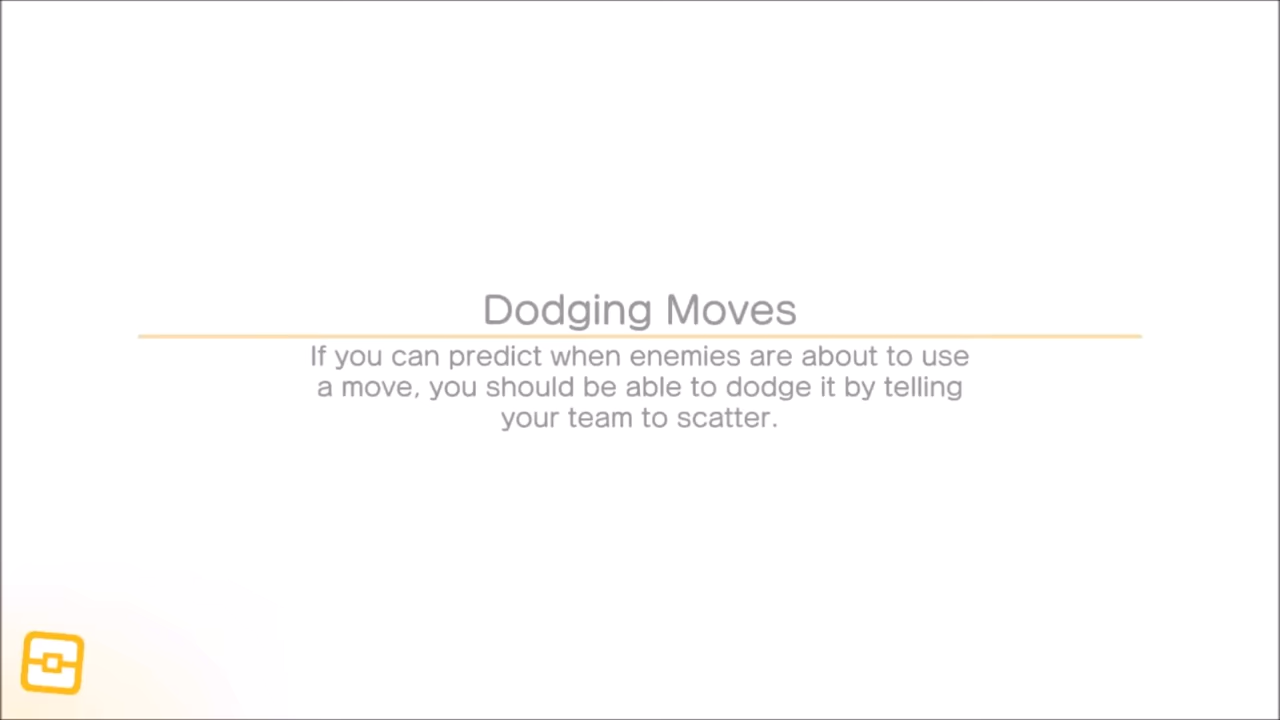 Dodging Moves
If you can predict when enemies are about to use
a move, you should be able to dodge it by telling
your team to scatter.